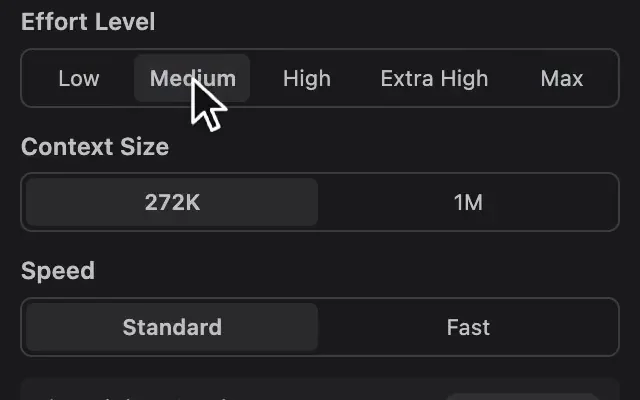 Effort Level
Low Medium High Extra High Max
Context Size
272K 1M
Speed
Standard Fast